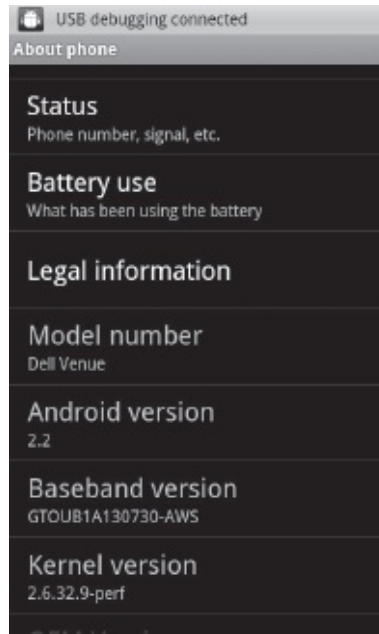 USB debugging connected
About phone
Status
Phone number, signal, etc.
Battery use
What has been using the battery
Legal information
Model number
Dell Venue
Android version
2.2
Baseband version
GTOUB1A130730-AWS
Kernel version
2.6.32.9-perf